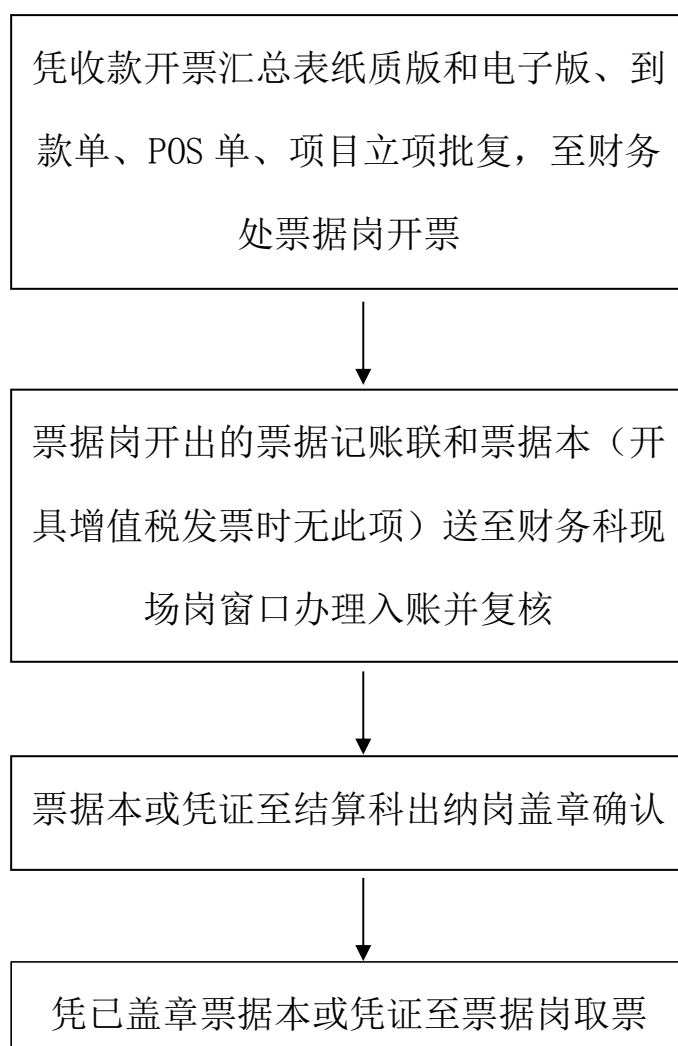 凭收款开票汇总表纸质版和电子版、到
款单、POS 单、项目立项批复，至财务
处票据岗开票
票据岗开出的票据记账联和票据本（开
具增值税发票时无此项）送至财务科现
场岗窗口办理入账并复核
票据本或凭证至结算科出纳岗盖章确认
凭已盖章票据本或凭证至票据岗取票